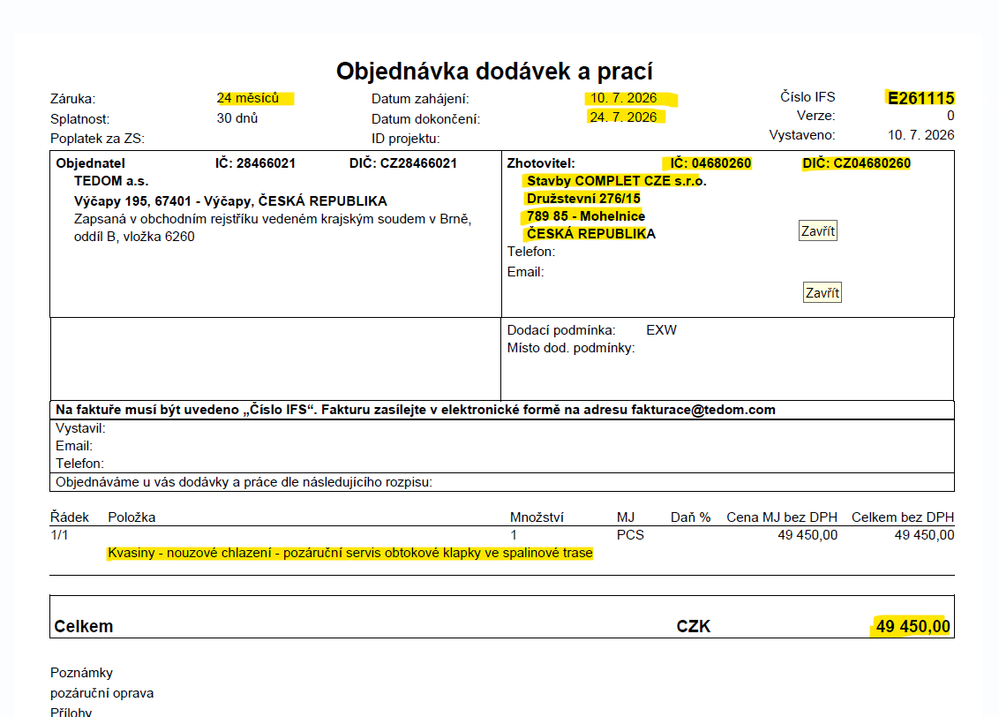 Objednávka dodávek a prací
Záruka: 24 měsíců Datum zahájení: 10. 7. 2026 Číslo IFS E261115
Splatnost: 30 dnů Datum dokončení: 24. 7. 2026 Verze: 0
Poplatek za ZS: ID projektu: Vystaveno: 10. 7. 2026
Objednatel IČ: 28466021 DIČ: CZ28466021
TEDOM a.s.
Výčapy 195, 67401 - Výčapy, ČESKÁ REPUBLIKA
Zapsaná v obchodním rejstříku vedeném krajským soudem v Brně,
oddíl B, vložka 6260
Zhotovitel: IČ: 04680260 DIČ: CZ04680260
Stavby COMPLET CZE s.r.o.
Družstevní 276/15
789 85 - Mohelnice
ČESKÁ REPUBLIKA
Zavřít
Telefon:
Email:
Zavřít
Dodací podmínka: EXW
Místo dod. podmínky:
Na faktuře musí být uvedeno „Číslo IFS“. Fakturu zasílejte v elektronické formě na adresu fakturace@tedom.com
Vystavil:
Email:
Telefon:
Objednáváme u vás dodávky a práce dle následujícího rozpisu:
Řádek Položka Množství MJ Daň % Cena MJ bez DPH Celkem bez DPH
1/1 1 PCS 49 450,00 49 450,00
Kvasiny - nouzové chlazení - pozáruční servis obtokové klapky ve spalinové trase
Celkem CZK 49 450,00
Poznámky
pozáruční oprava
Přílohy